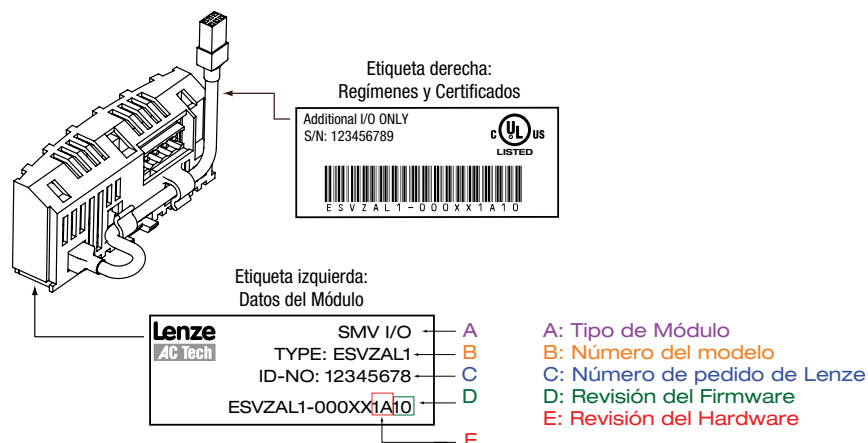 Etiqueta derecha:
Regímenes y Certificados
Additional I/O ONLY
S/N: 123456789
C UL US
LISTED
ESVZAL1-000XX1A10
Etiqueta izquierda:
Datos del Módulo
Lenze
AC Tech
SMV I/O
TYPE: ESVZAL1
ID-NO: 12345678
ESVZAL1-000XX1A10
A
B
C
D
E
A: Tipo de Módulo
B: Número del modelo
C: Número de pedido de Lenze
D: Revisión del Firmware
E: Revisión del Hardware